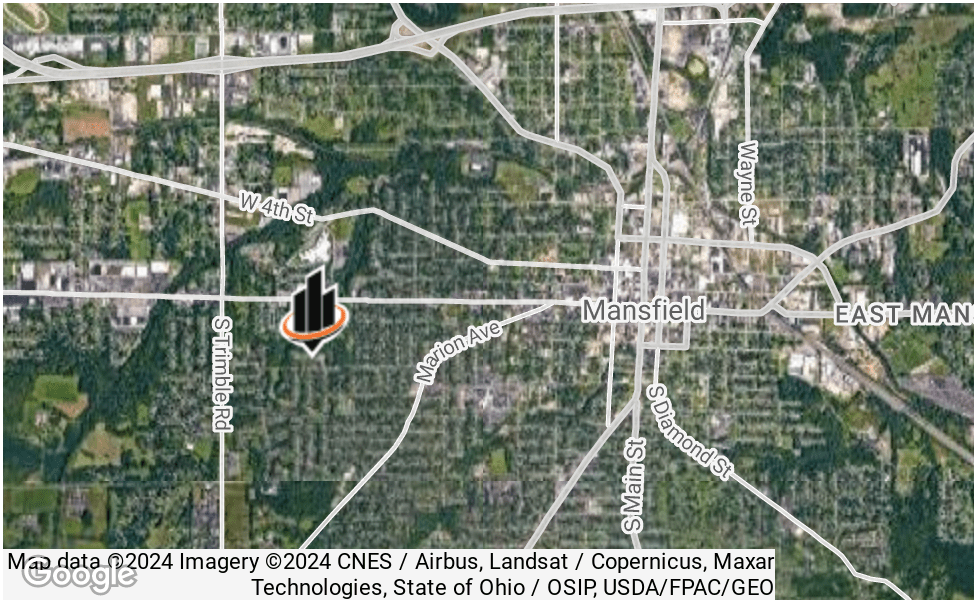 Wayne St
W 4th St
Mansfield
EAST MAN
S Trimble Rd
Marion Ave
S Diamond St
S Main St
Map data ©2024 Imagery ©2024 CNES / Airbus, Landsat / Copernicus, Maxar
Technologies, State of Ohio / OSIP, USDA/FPAC/GEO
Google